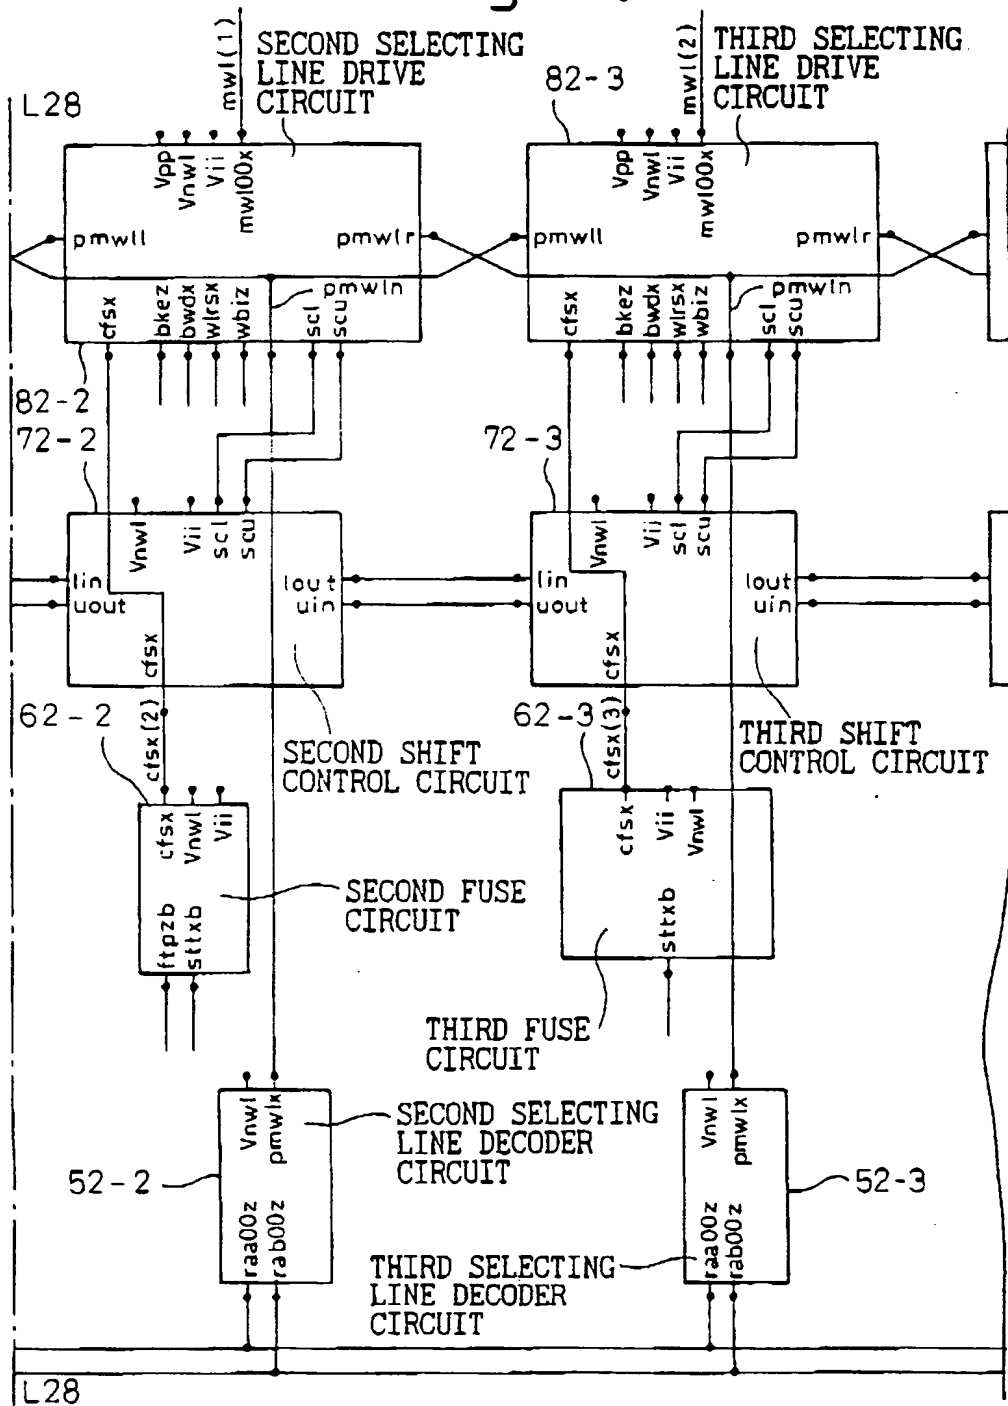 mwl(1)
SECOND SELECTING
LINE DRIVE
CIRCUIT
82-3
mwl(2)
THIRD SELECTING
LINE DRIVE
CIRCUIT
L28
Vpp
Vnwl
Vii
mwl00x
Vpp
Vnwl
Vii
mwl00x
pmwll
pmwlr
pmwll
pmwlr
cfsx
bkez
bwdx
wlrsx
wbiz
pmwln
scl
scu
cfsx
bkez
bwdx
wlrsx
wbiz
pmwln
scl
scu
82-2
72-2
72-3
Vnwl
Vii
scl
scu
Vnwl
Vii
scl
scu
lin
uout
lout
uin
lin
uout
lout
uin
cfsx
cfsx
62-2
cfsx(2)
SECOND SHIFT
CONTROL CIRCUIT
62-3
cfsx(3)
THIRD SHIFT
CONTROL CIRCUIT
cfsx
Vnwl
Vii
cfsx
Vii
Vnwl
SECOND FUSE
CIRCUIT
ftpzb
sttxb
sttxb
THIRD FUSE
CIRCUIT
Vnwl
pmwlx
SECOND SELECTING
LINE DECODER
CIRCUIT
Vnwl
pmwlx
52-2
52-3
raa00z
rab00z
raa00z
rab00z
THIRD SELECTING
LINE DECODER
CIRCUIT
L28